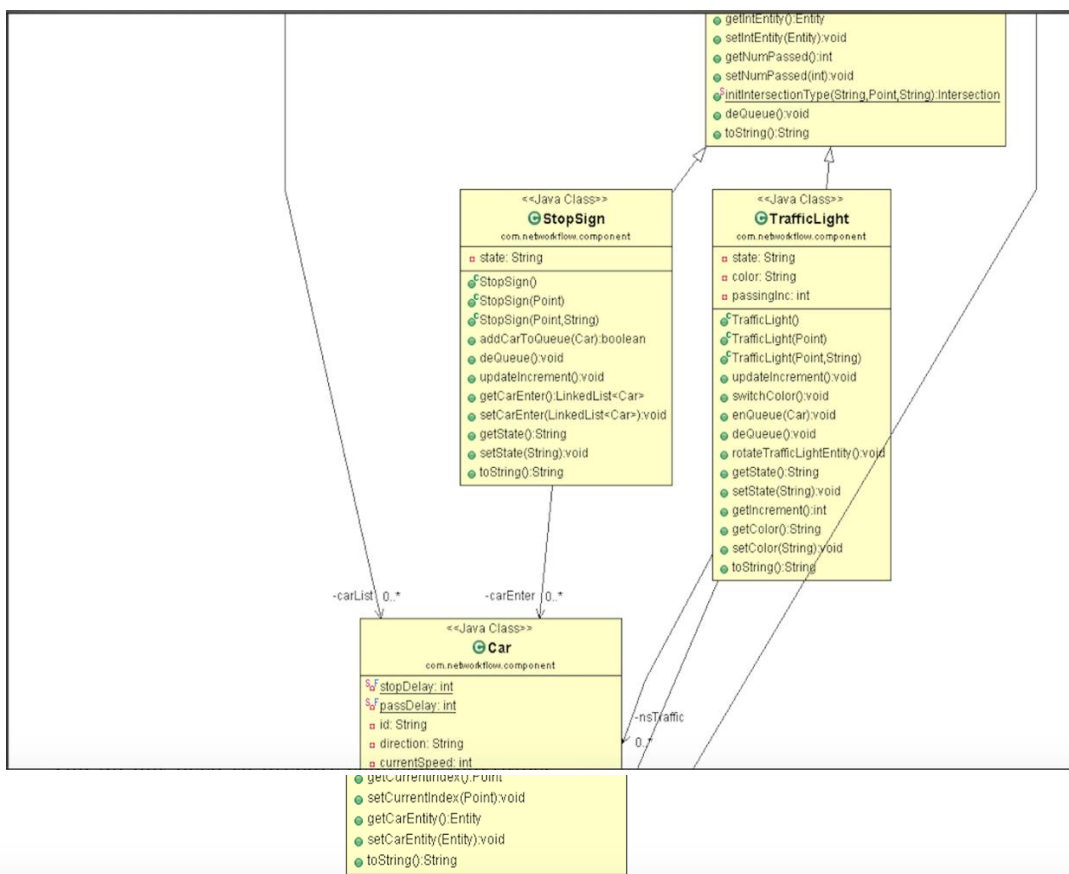 getIntEntity():Entity
setIntEntity(Entity):void
getNumPassed():int
setNumPassed(int):void
S initIntersectionType(String,Point,String):Intersection
deQueue():void
toString():String
<<Java Class>>
C StopSign
com.networkflow.component
state: String
C StopSign()
C StopSign(Point)
C StopSign(Point,String)
addCarToQueue(Car):boolean
deQueue():void
updateIncrement():void
getCarEnter():LinkedList<Car>
setCarEnter(LinkedList<Car>):void
getState():String
setState(String):void
toString():String
<<Java Class>>
C TrafficLight
com.networkflow.component
state: String
color: String
passingInc: int
C TrafficLight()
C TrafficLight(Point)
C TrafficLight(Point,String)
updateIncrement():void
switchColor():void
enQueue(Car):void
deQueue():void
rotateTrafficLightEntity():void
getState():String
setState(String):void
getIncrement():int
getColor():String
setColor(String):void
toString():String
-carList 0..*
-carEnter 0..*
<<Java Class>>
C Car
com.networkflow.component
S F stopDelay: int
S F passDelay: int
id: String
direction: String
currentSpeed: int
-nsTraffic
0..*
getCurrentIndex():Point
setCurrentIndex(Point):void
getCarEntity():Entity
setCarEntity(Entity):void
toString():String